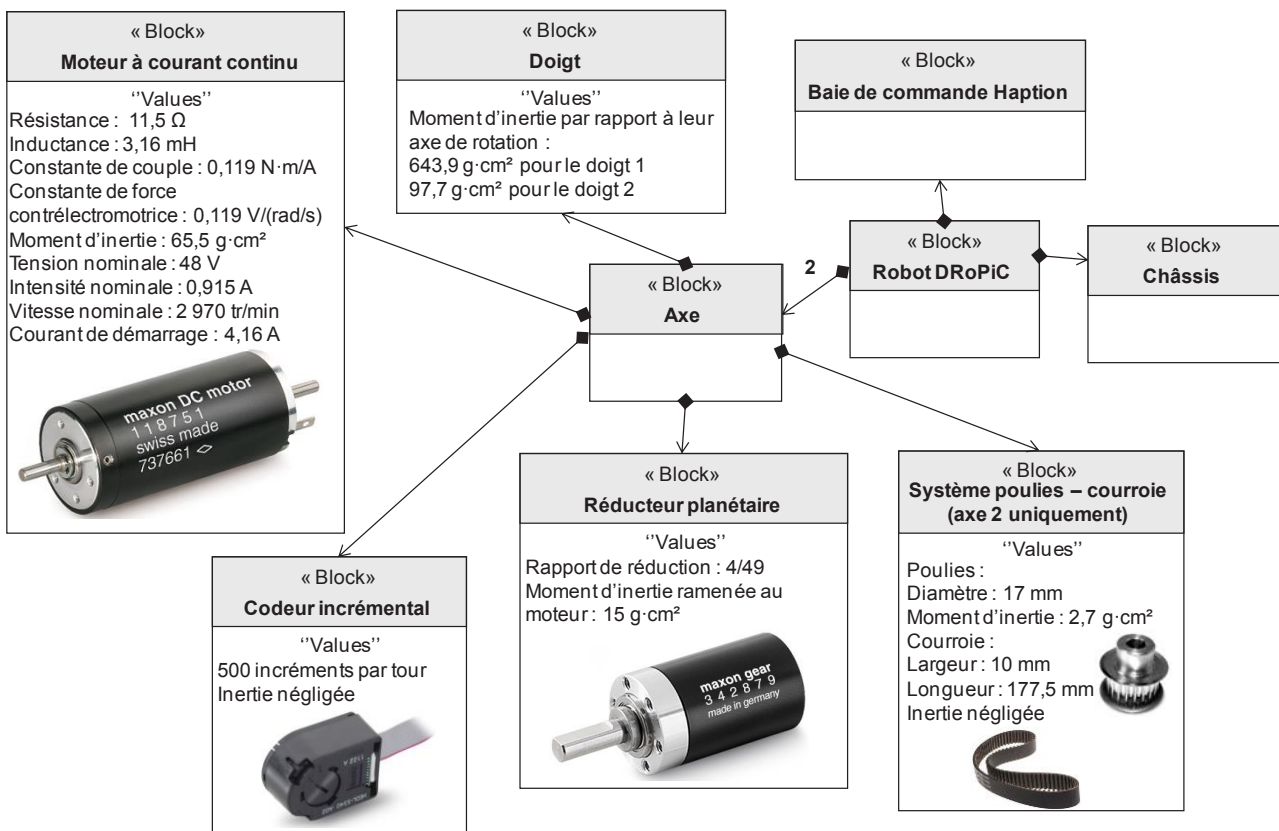 « Block»
Moteur à courant continu
‘’Values’’
Résistance : 11,5 Ω
Inductance : 3,16 mH
Constante de couple : 0,119 N·m/A
Constante de force
contrélectromotrice : 0,119 V/(rad/s)
Moment d’inertie : 65,5 g·cm²
Tension nominale : 48 V
Intensité nominale : 0,915 A
Vitesse nominale : 2 970 tr/min
Courant de démarrage : 4,16 A
maxon DC motor
118751
swiss made
737661
« Block»
Doigt
‘’Values’’
Moment d’inertie par rapport à leur
axe de rotation :
643,9 g·cm² pour le doigt 1
97,7 g·cm² pour le doigt 2
« Block»
Baie de commande Haption
« Block»
Robot DRoPiC
« Block»
Châssis
2
« Block»
Axe
« Block»
Codeur incrémental
‘’Values’’
500 incréments par tour
Inertie négligée
« Block»
Réducteur planétaire
‘’Values’’
Rapport de réduction : 4/49
Moment d’inertie ramenée au
moteur : 15 g·cm²
maxon gear
342879
made in germany
« Block»
Système poulies – courroie
(axe 2 uniquement)
‘’Values’’
Poulies :
Diamètre : 17 mm
Moment d’inertie : 2,7 g·cm²
Courroie :
Largeur : 10 mm
Longueur : 177,5 mm
Inertie négligée